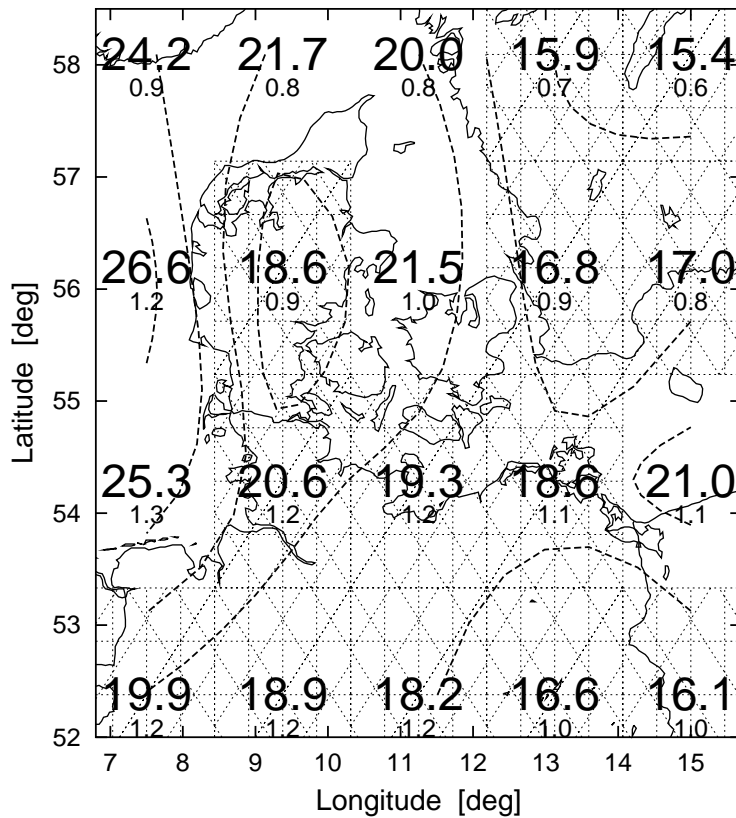 58
24.2 21.7 20.0 15.9 15.4
0.9 0.8 0.8 0.7 0.6
57
26.6 18.6 21.5 16.8 17.0
56
1.2 0.9 1.0 0.9 0.8
Latitude [deg]
55
25.3 20.6 19.3 18.6 21.0
54
1.3 1.2 1.2 1.1 1.1
53
19.9 18.9 18.2 16.6 16.1
1.2 1.2 1.2 1.0 1.0
52
7 8 9 10 11 12 13 14 15
Longitude [deg]